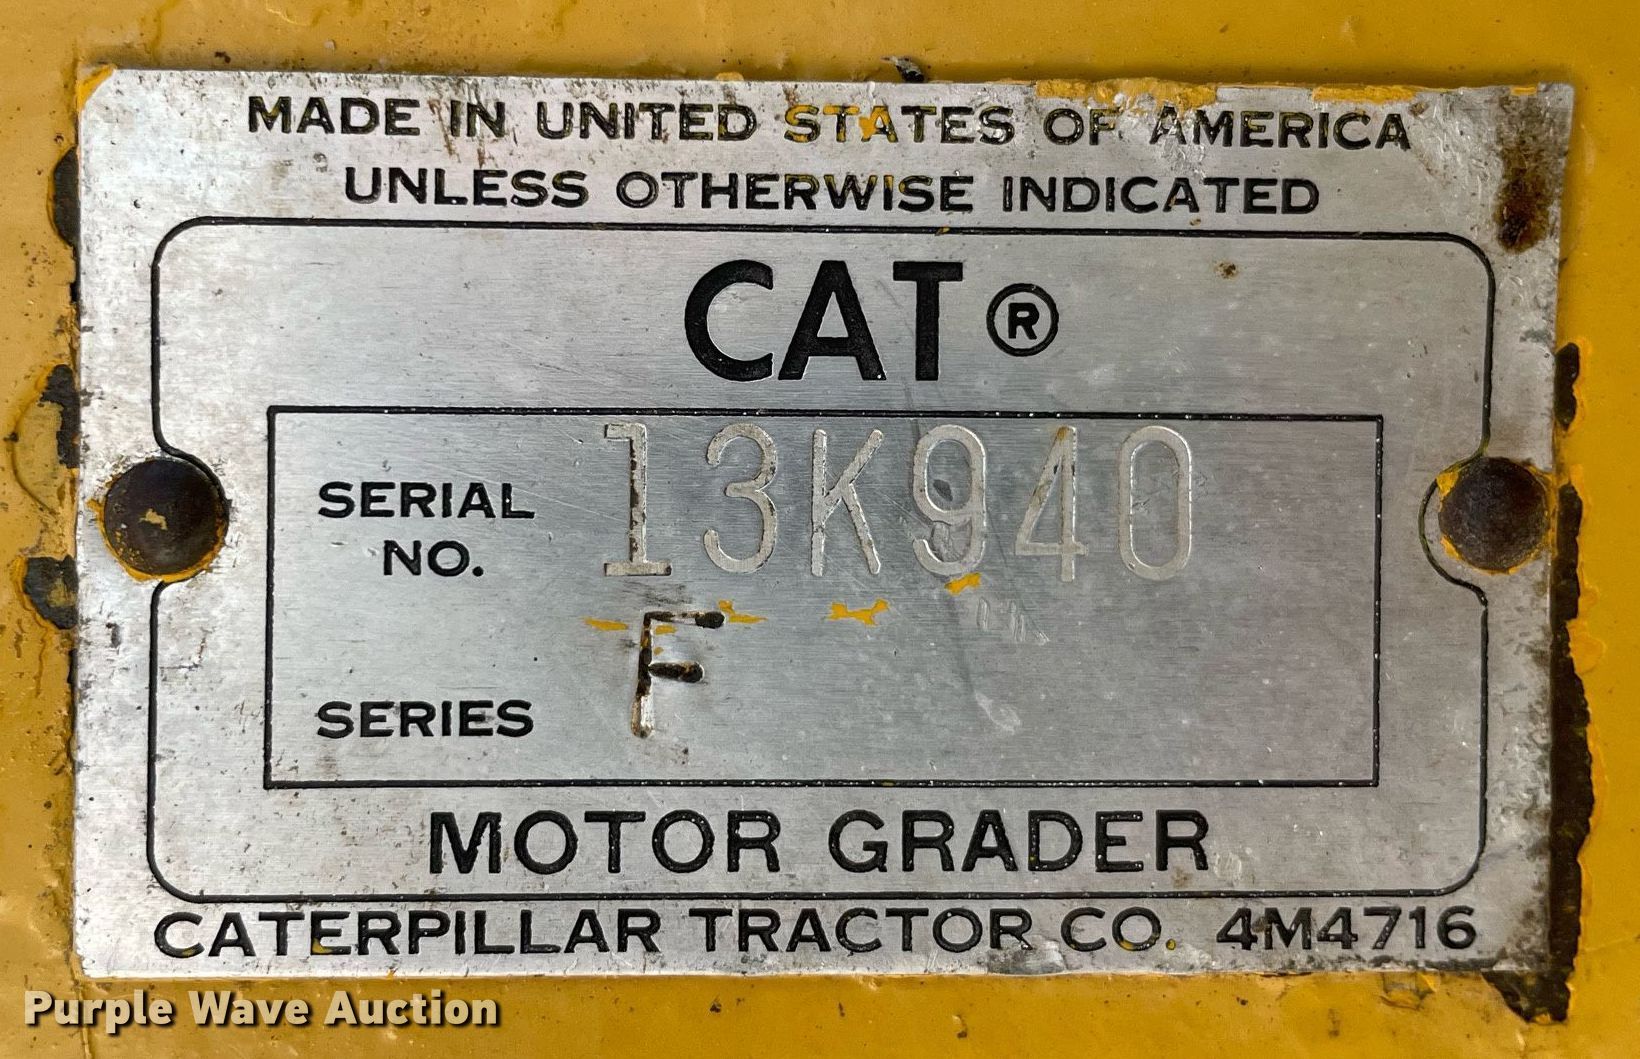 MADE IN UNITED STATES OF AMERICA
UNLESS OTHERWISE INDICATED
CAT ®
SERIAL NO. 13K940
SERIES F
MOTOR GRADER
CATERPILLAR TRACTOR CO. 4M4716
Purple Wave Auction